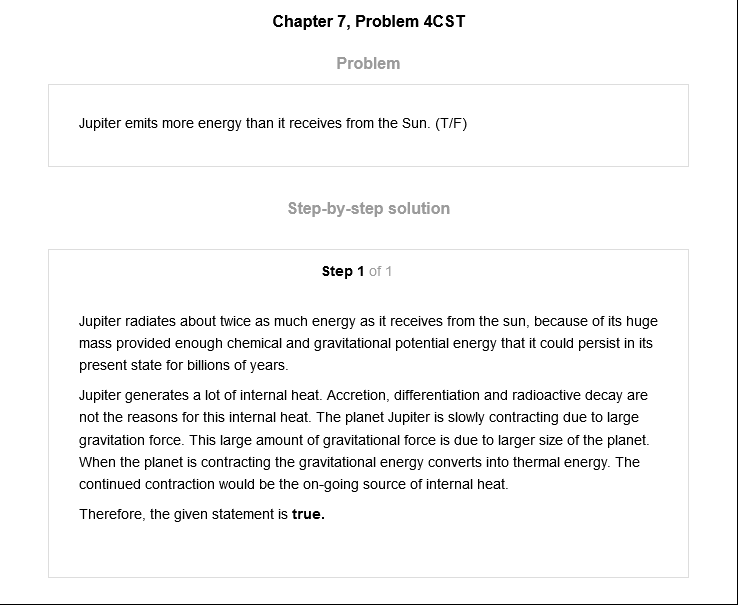 Chapter 7, Problem 4CST
Problem
Jupiter emits more energy than it receives from the Sun. (T/F)
Step-by-step solution
Step 1 of 1
Jupiter radiates about twice as much energy as it receives from the sun, because of its huge
mass provided enough chemical and gravitational potential energy that it could persist in its
present state for billions of years.
Jupiter generates a lot of internal heat. Accretion, differentiation and radioactive decay are
not the reasons for this internal heat. The planet Jupiter is slowly contracting due to large
gravitation force. This large amount of gravitational force is due to larger size of the planet.
When the planet is contracting the gravitational energy converts into thermal energy. The
continued contraction would be the on-going source of internal heat.
Therefore, the given statement is true.